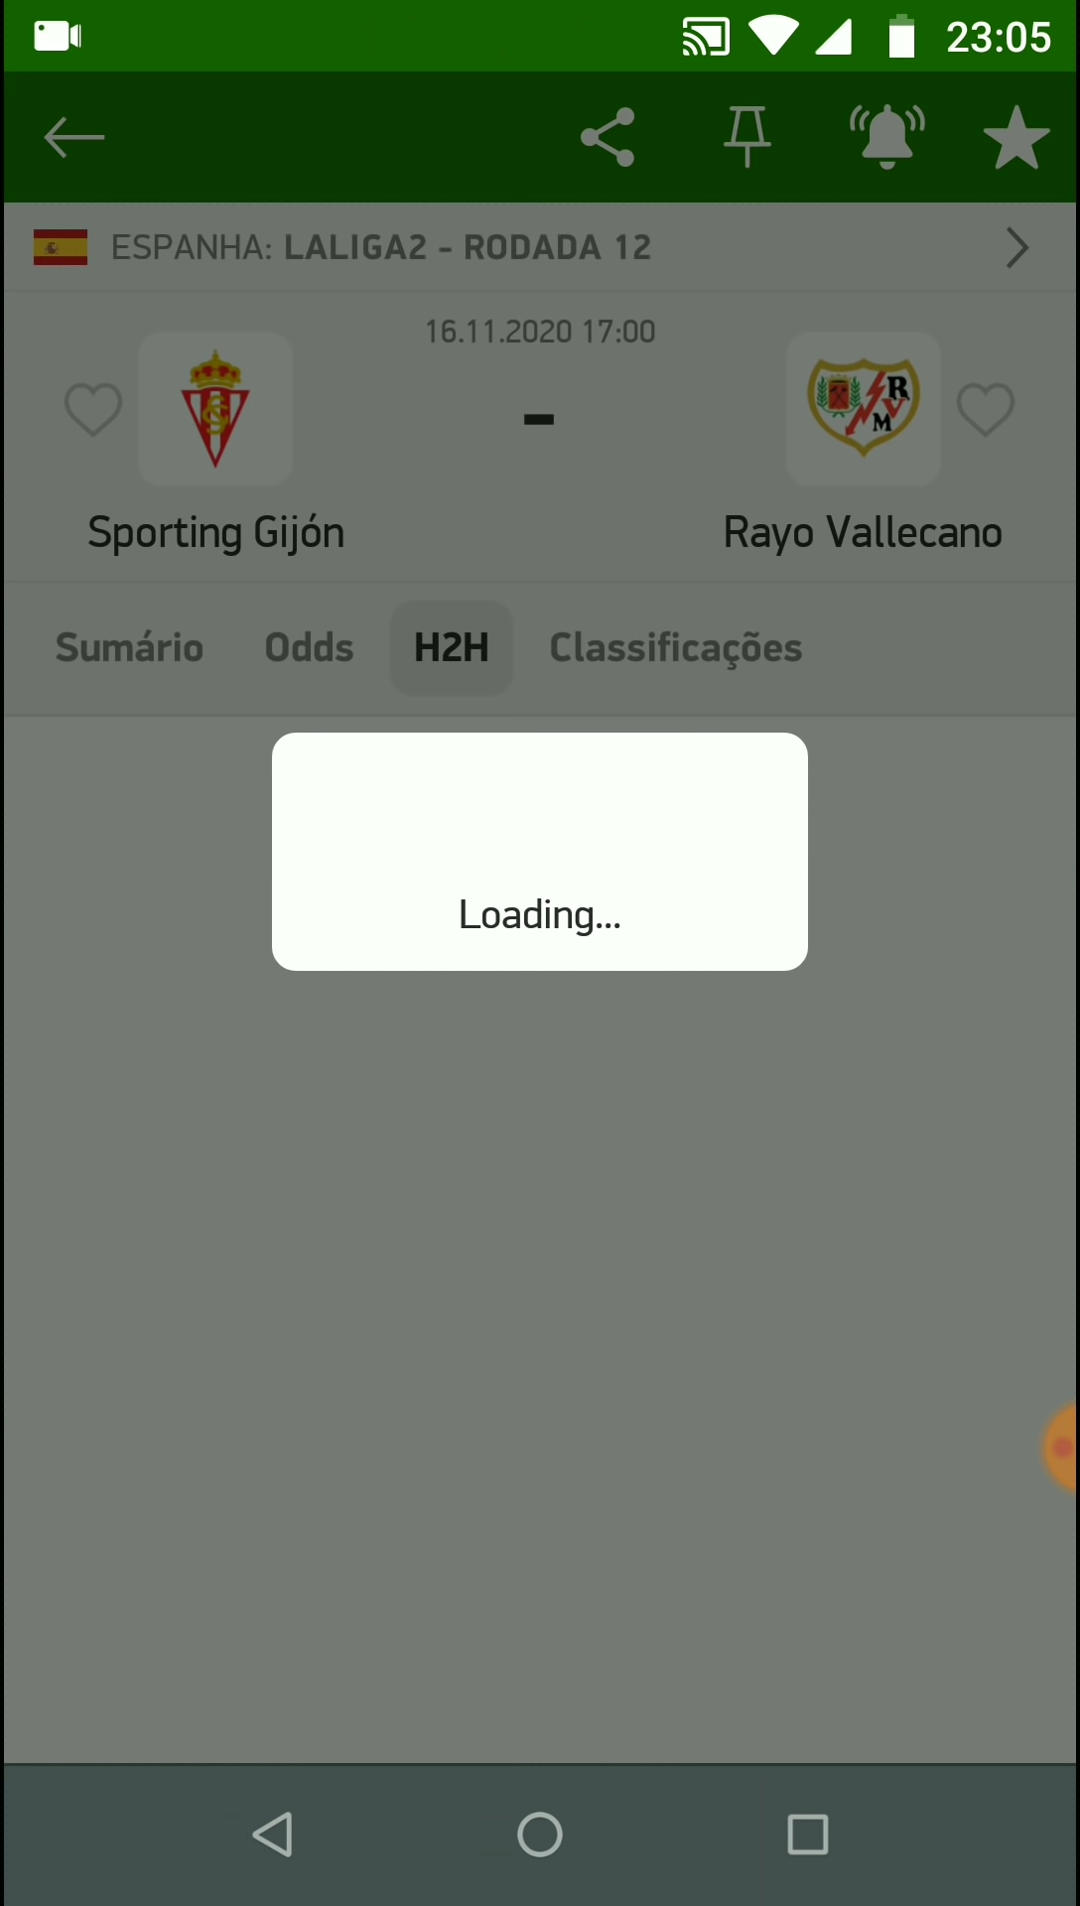 23:05
ESPANHA: LALIGA2 - RODADA 12
16.11.2020 17:00
-
Sporting Gijón
Rayo Vallecano
Sumário Odds H2H Classificações
Loading...